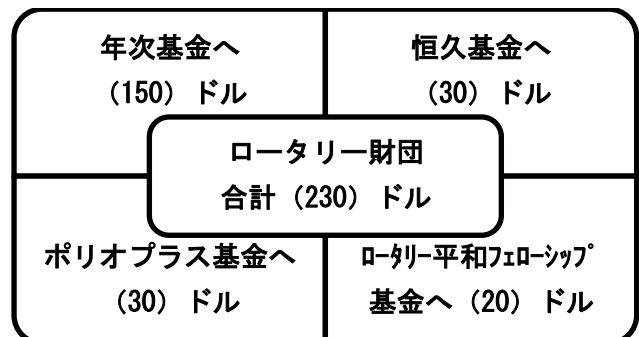 年次基金へ
(150) ドル
恒久基金へ
(30) ドル
ロータリー財団
合計 (230) ドル
ポリオプラス基金へ
(30) ドル
ﾛｰﾀﾘｰ平和ﾌｪﾛｰｼｯﾌﾟ
基金へ (20) ドル